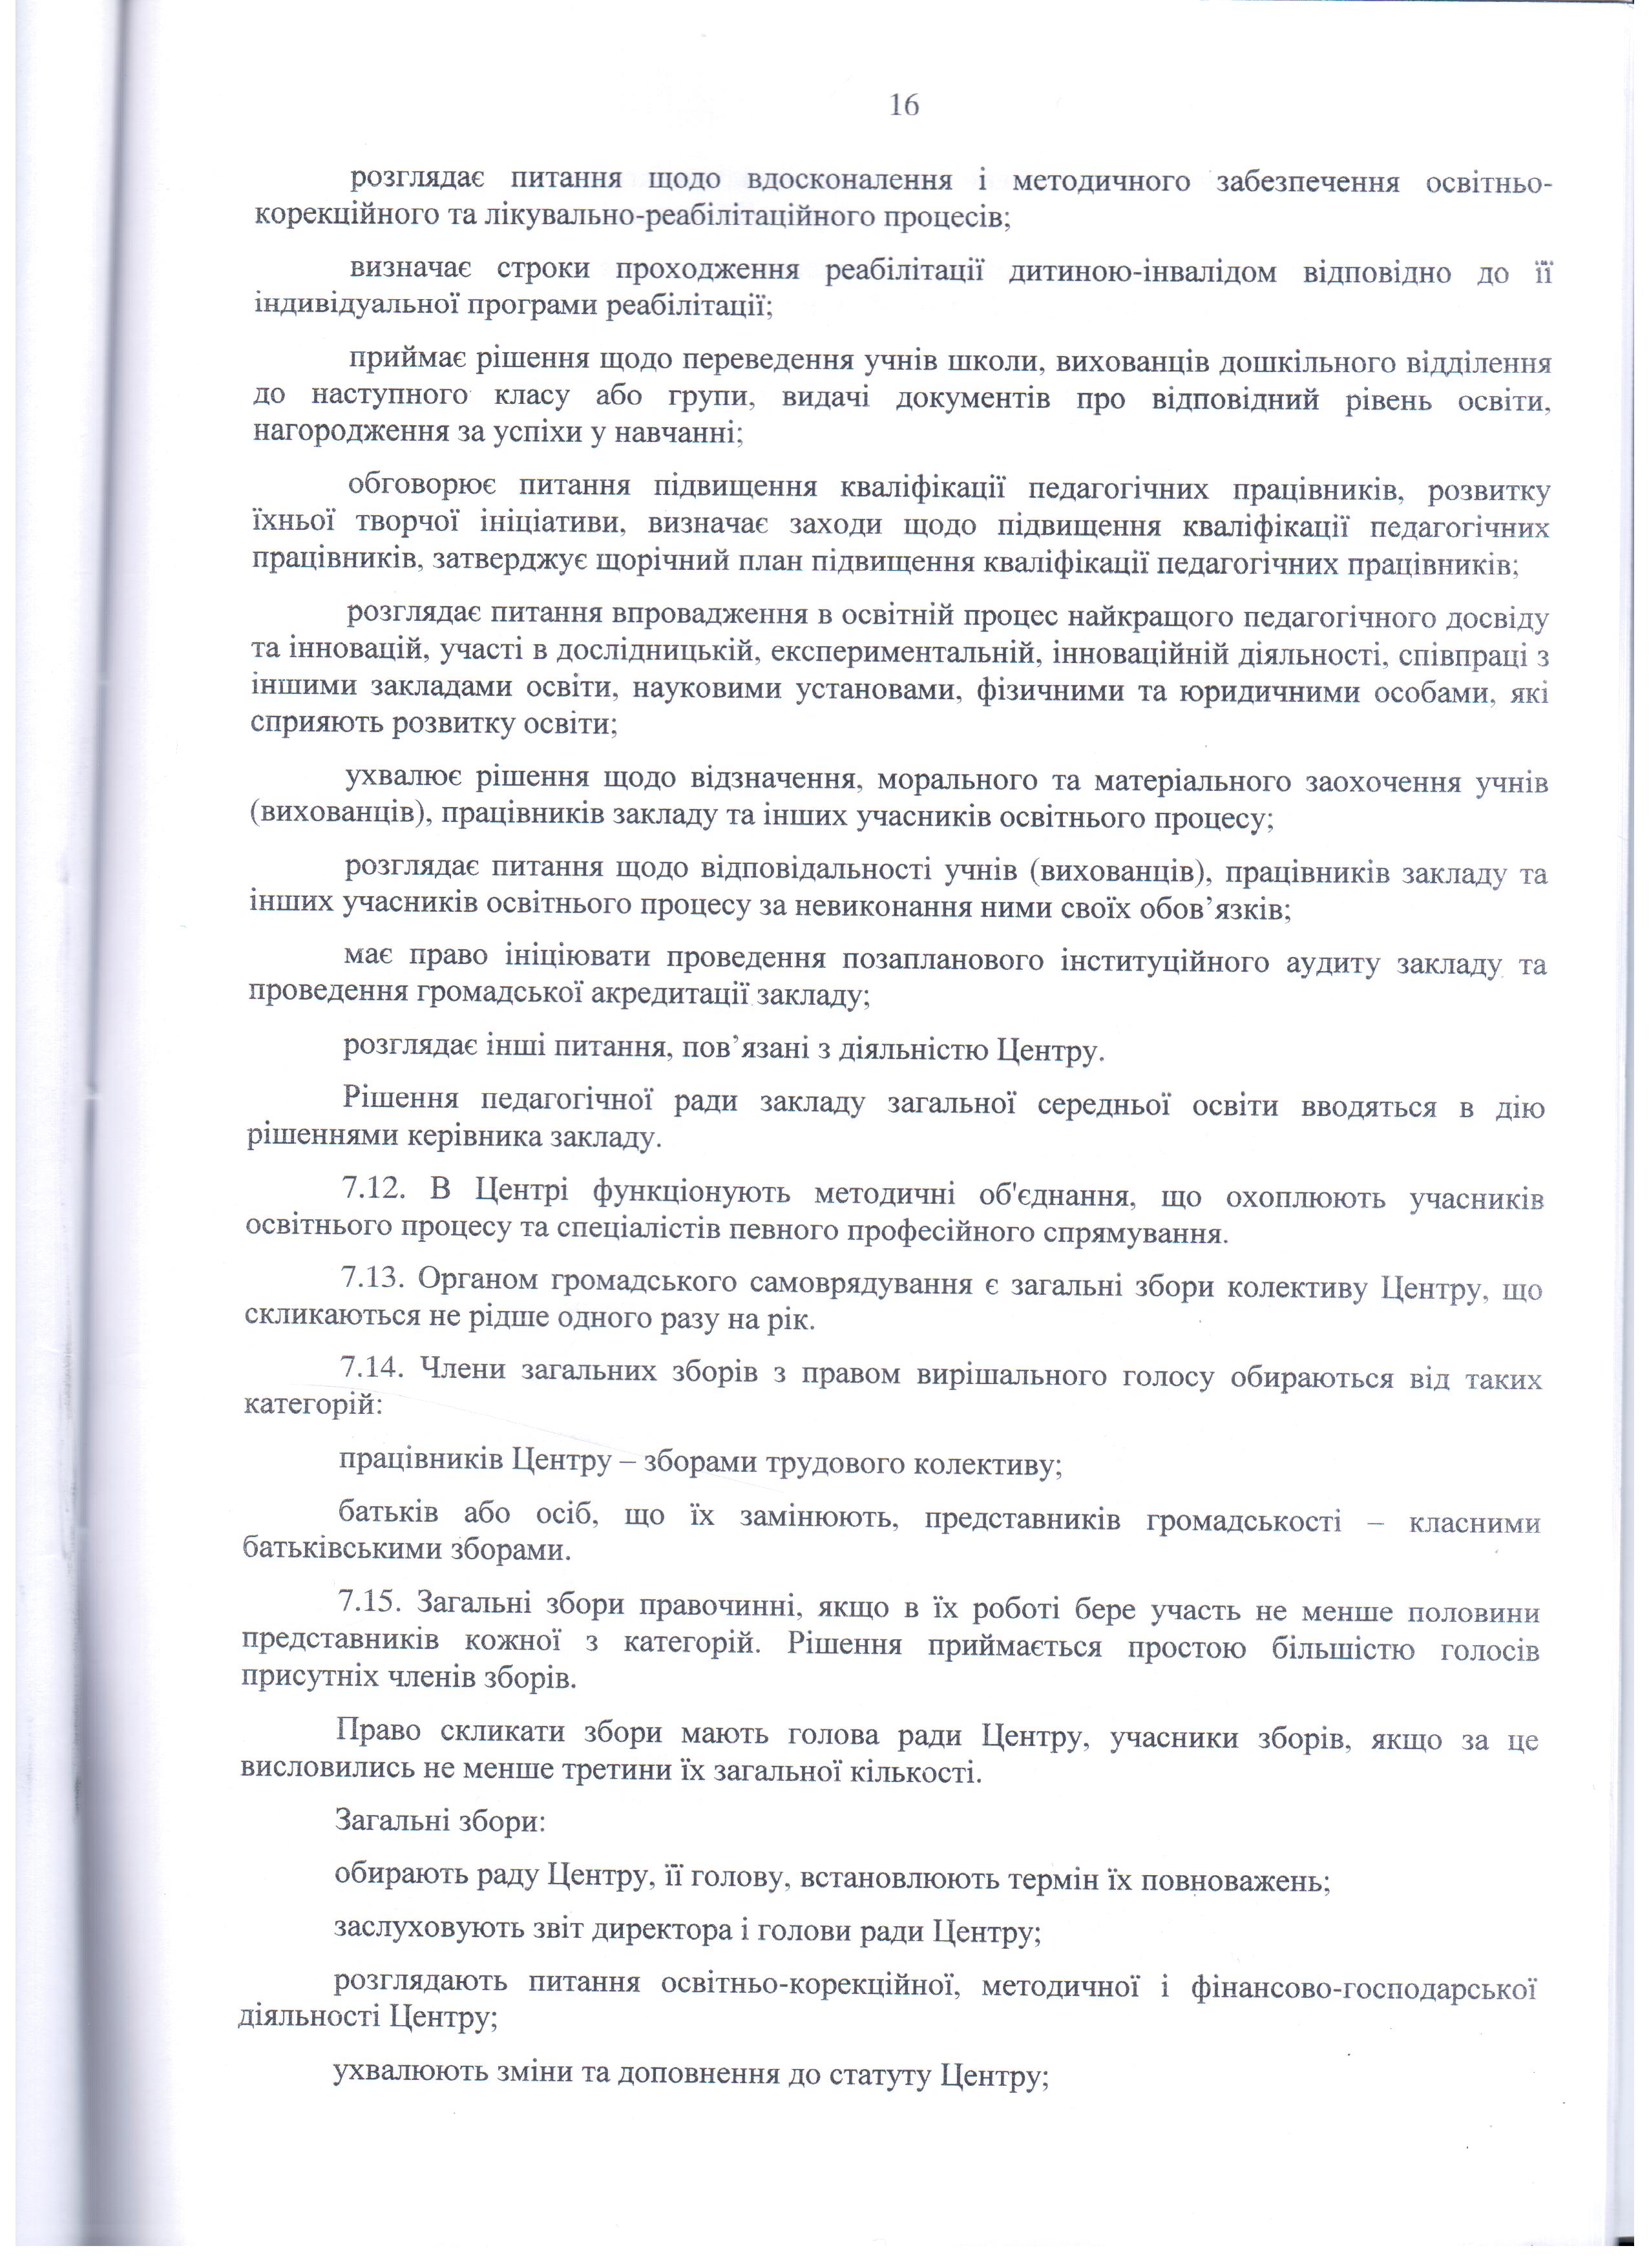 16
розглядає питання щодо вдосконалення і методичного забезпечення освітньо-
корекційного та лікувально-реабілітаційного процесів;
визначає строки проходження реабілітації дитиною-інвалідом відповідно до її
індивідуальної програми реабілітації;
приймає рішення щодо переведення учнів школи, вихованців дошкільного відділення
до наступного класу або групи, видачі документів про відповідний рівень освіти,
нагородження за успіхи у навчанні;
обговорює питання підвищення кваліфікації педагогічних працівників, розвитку
їхньої творчої ініціативи, визначає заходи щодо підвищення кваліфікації педагогічних
працівників, затверджує щорічний план підвищення кваліфікації педагогічних працівників;
розглядає питання впровадження в освітній процес найкращого педагогічного досвіду
та інновацій, участі в дослідницькій, експериментальній, інноваційній діяльності, співпраці з
іншими закладами освіти, науковими установами, фізичними та юридичними особами, які
сприяють розвитку освіти;
ухвалює рішення щодо відзначення, морального та матеріального заохочення учнів
(вихованців), працівників закладу та інших учасників освітнього процесу;
розглядає питання щодо відповідальності учнів (вихованців), працівників закладу та
інших учасників освітнього процесу за невиконання ними своїх обов’язків;
має право ініціювати проведення позапланового інституційного аудиту закладу та
проведення громадської акредитації закладу;
розглядає інші питання, пов’язані з діяльністю Центру.
Рішення педагогічної ради закладу загальної середньої освіти вводяться в дію
рішеннями керівника закладу.
7.12. В Центрі функціонують методичні об'єднання, що охоплюють учасників
освітнього процесу та спеціалістів певного професійного спрямування.
7.13. Органом громадського самоврядування є загальні збори колективу Центру, що
скликаються не рідше одного разу на рік.
7.14. Члени загальних зборів з правом вирішального голосу обираються від таких
категорій:
працівників Центру – зборами трудового колективу;
батьків або осіб, що їх замінюють, представників громадськості – класними
батьківськими зборами.
7.15. Загальні збори правочинні, якщо в їх роботі бере участь не менше половини
представників кожної з категорій. Рішення приймається простою більшістю голосів
присутніх членів зборів.
Право скликати збори мають голова ради Центру, учасники зборів, якщо за це
висловились не менше третини їх загальної кількості.
Загальні збори:
обирають раду Центру, її голову, встановлюють термін їх повноважень;
заслуховують звіт директора і голови ради Центру;
розглядають питання освітньо-корекційної, методичної і фінансово-господарської
діяльності Центру;
ухвалюють зміни та доповнення до статуту Центру;